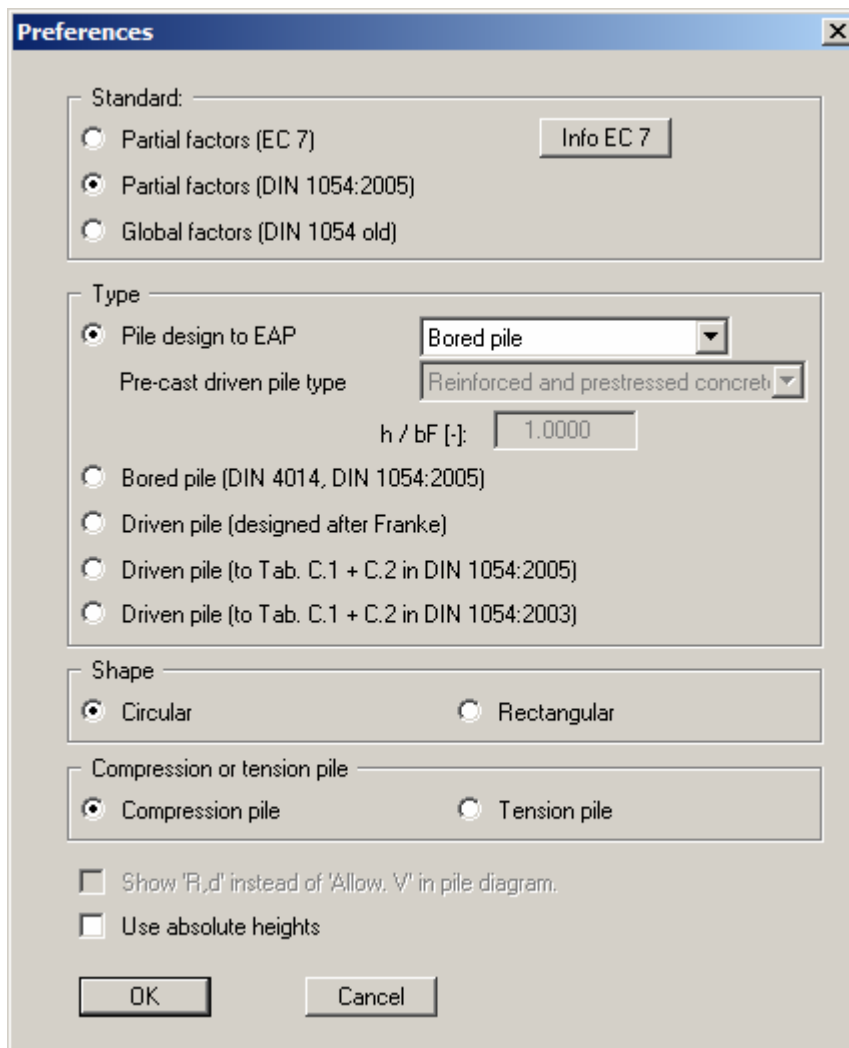 Preferences
Standard:
Partial factors (EC 7)
Info EC 7
Partial factors (DIN 1054:2005)
Global factors (DIN 1054 old)
Type
Pile design to EAP
Bored pile
Pre-cast driven pile type
Reinforced and prestressed concrete
h / bF [-]:
1.0000
Bored pile (DIN 4014, DIN 1054:2005)
Driven pile (designed after Franke)
Driven pile (to Tab. C.1 + C.2 in DIN 1054:2005)
Driven pile (to Tab. C.1 + C.2 in DIN 1054:2003)
Shape
Circular
Rectangular
Compression or tension pile
Compression pile
Tension pile
Show 'R,d' instead of 'Allow. V' in pile diagram.
Use absolute heights
OK
Cancel